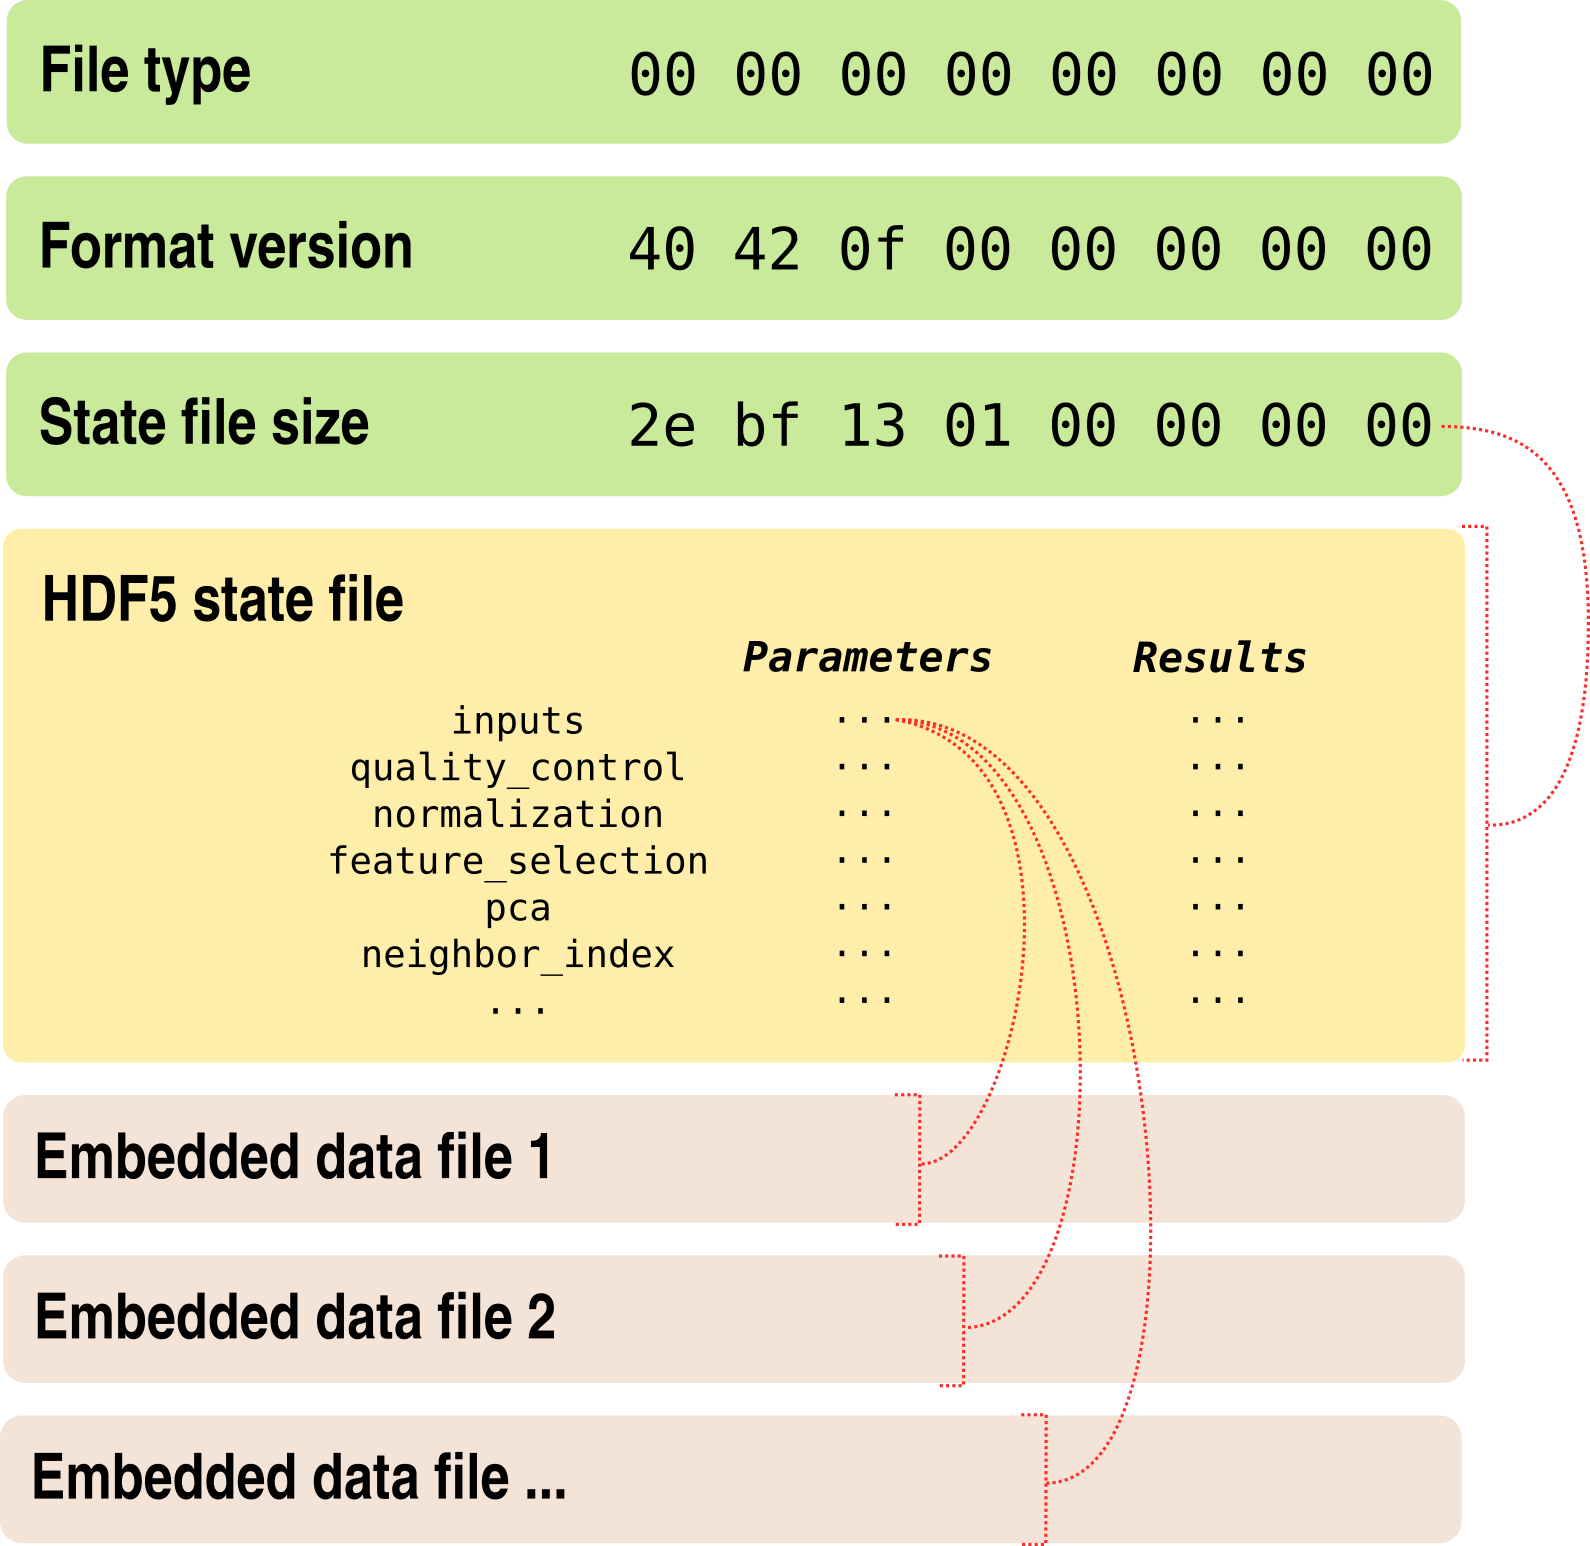 File type 00 00 00 00 00 00 00 00
Format version 40 42 0f 00 00 00 00 00
State file size 2e bf 13 01 00 00 00 00
HDF5 state file
Parameters Results
inputs ... ...
quality_control ... ...
normalization ... ...
feature_selection ... ...
pca ... ...
neighbor_index ... ...
... ... ...
Embedded data file 1
Embedded data file 2
Embedded data file ...